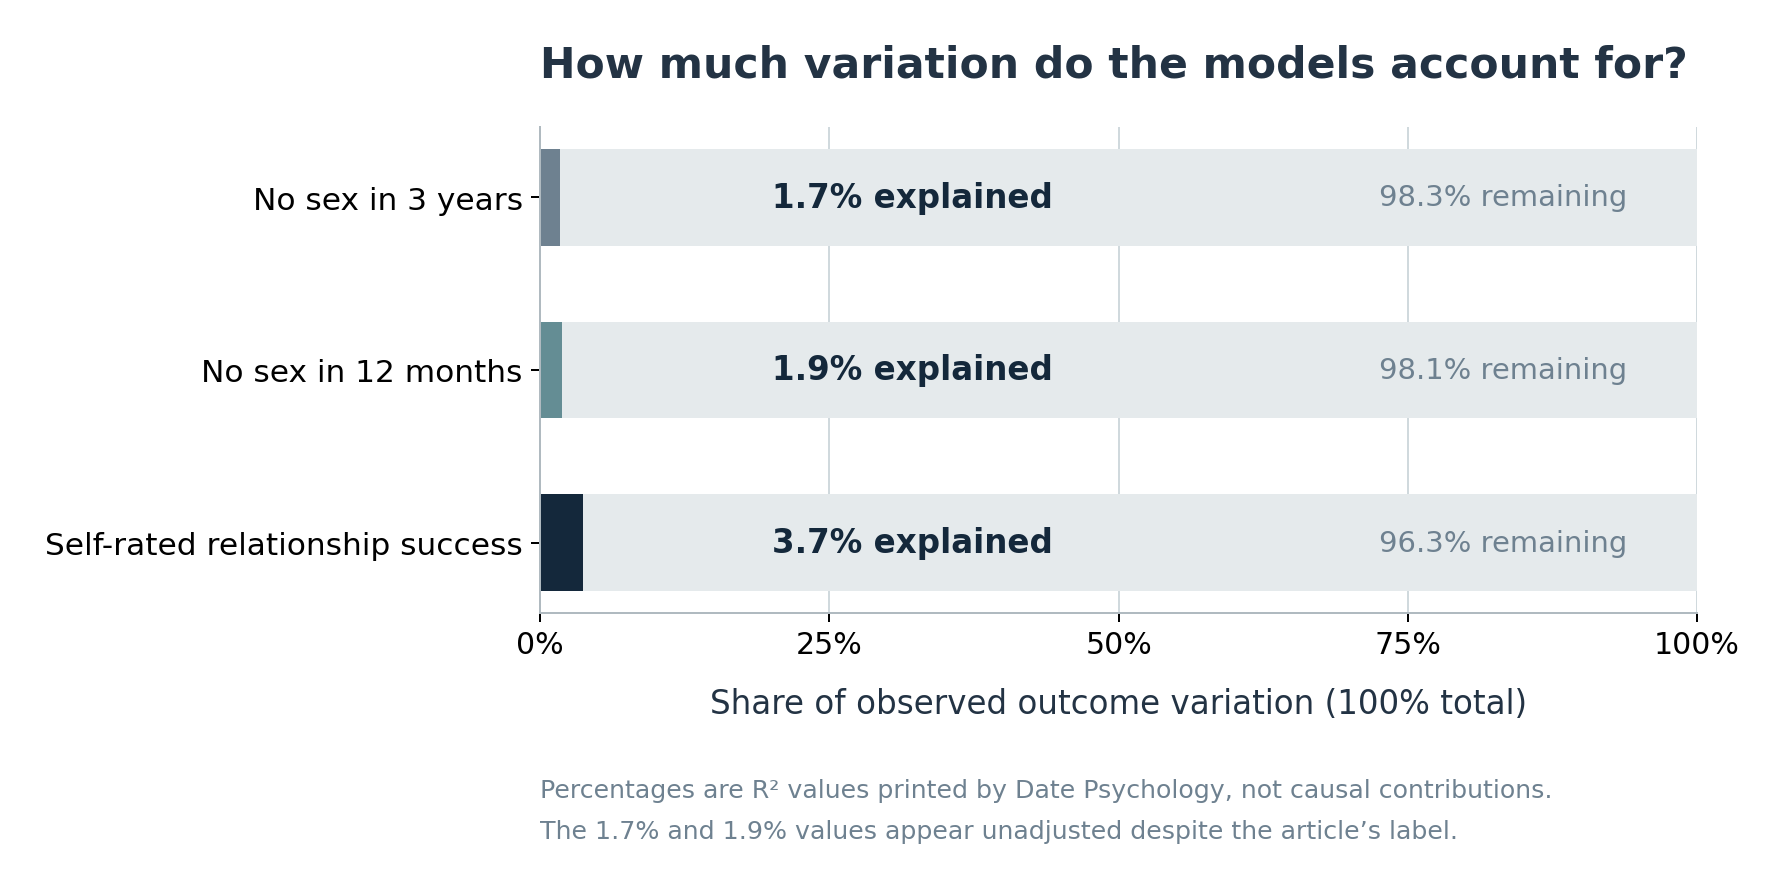 How much variation do the models account for?
No sex in 3 years
1.7% explained
98.3% remaining
No sex in 12 months
1.9% explained
98.1% remaining
Self-rated relationship success
3.7% explained
96.3% remaining
0%
25%
50%
75%
100%
Share of observed outcome variation (100% total)
Percentages are R² values printed by Date Psychology, not causal contributions.
The 1.7% and 1.9% values appear unadjusted despite the article’s label.